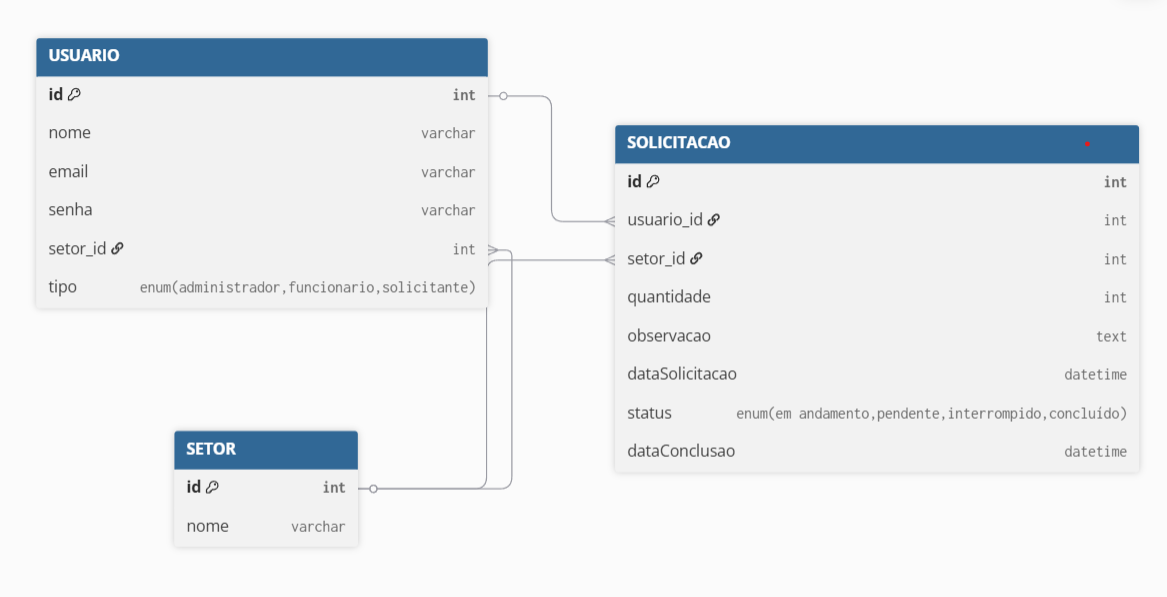 USUARIO
id int
nome varchar
email varchar
senha varchar
setor_id int
tipo enum(administrador,funcionario,solicitante)
SOLICITACAO
id int
usuario_id int
setor_id int
quantidade int
observacao text
dataSolicitacao datetime
status enum(em andamento,pendente,interrompido,concluído)
dataConclusao datetime
SETOR
id int
nome varchar